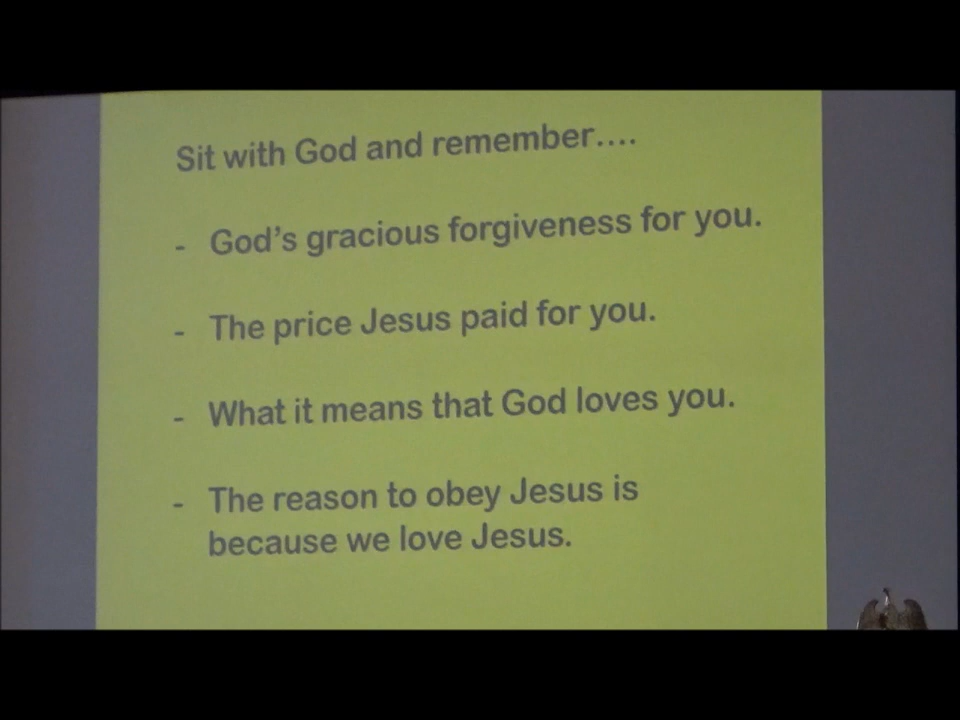 Sit with God and remember....
- God's gracious forgiveness for you.
- The price Jesus paid for you.
- What it means that God loves you.
- The reason to obey Jesus is
because we love Jesus.